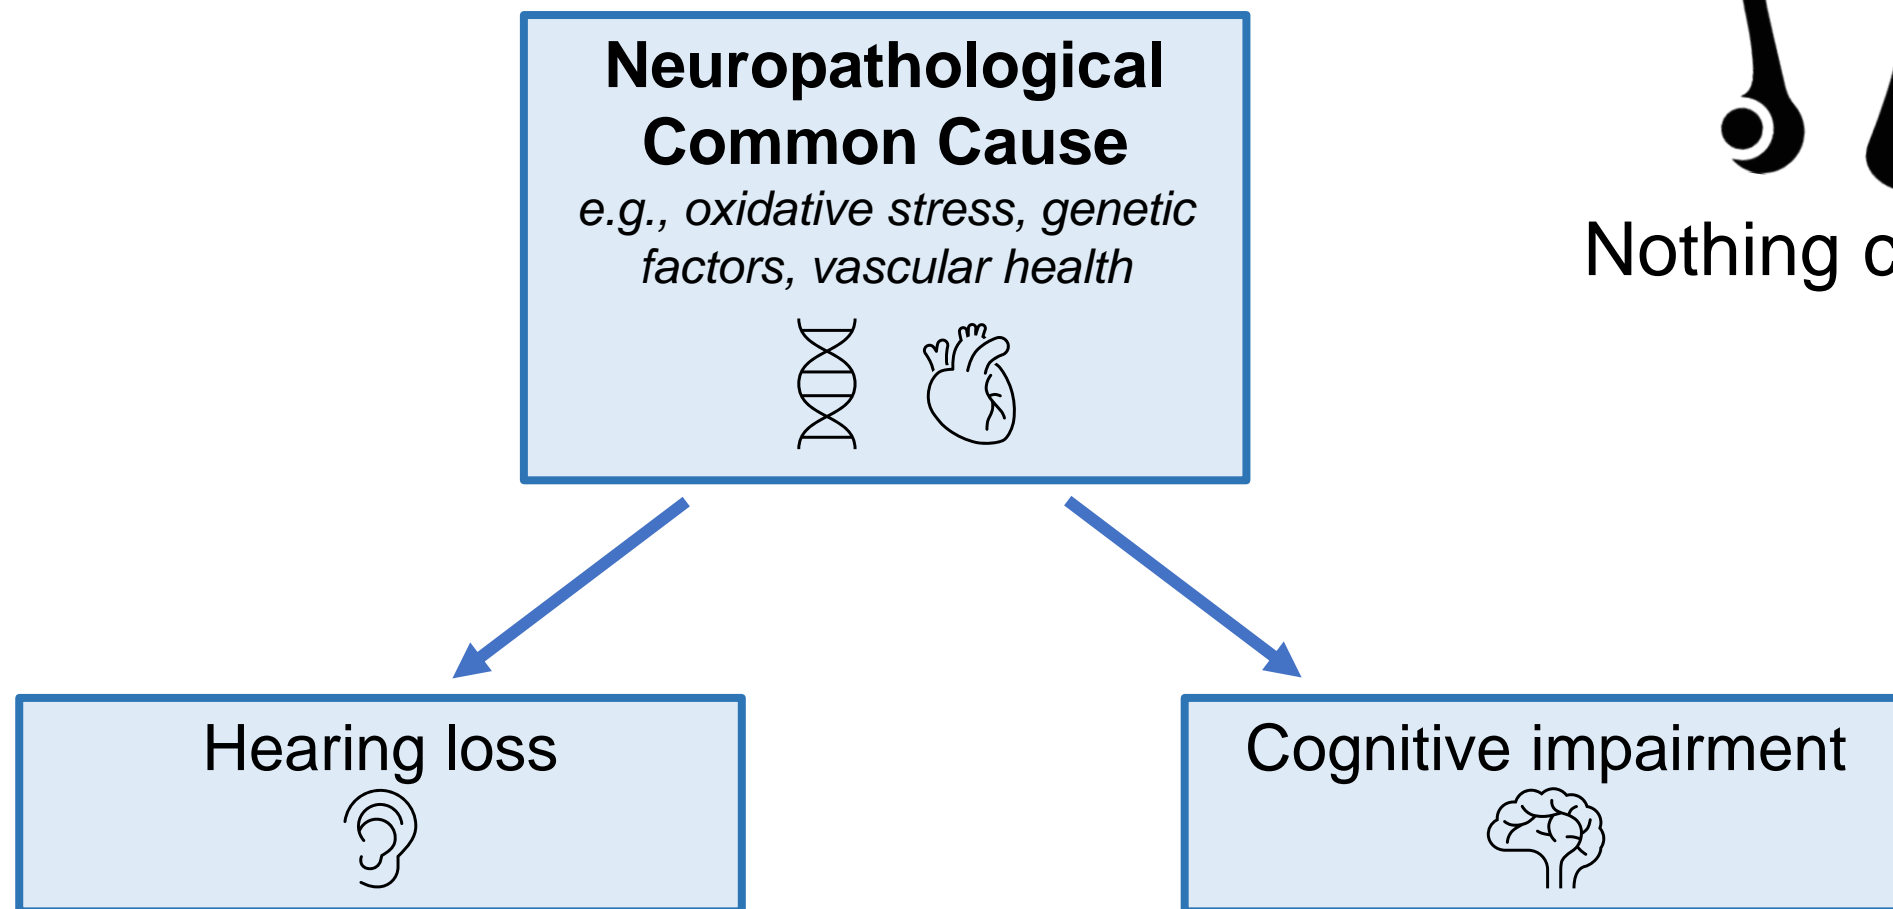 Neuropathological
Common Cause
e.g., oxidative stress, genetic
factors, vascular health
Nothing
Hearing loss
Cognitive impairment